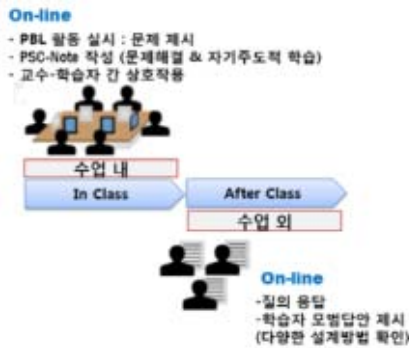 On-line
- PBL 활동 실시 : 문제 제시
- PSC-Note 작성 (문제해결 & 자기주도적 학습)
- 교수-학습자 간 상호작용
수업 내
In Class
After Class
수업 외
On-line
-질의 응답
-학습자 모범답안 제시
(다양한 설계방법 확인)